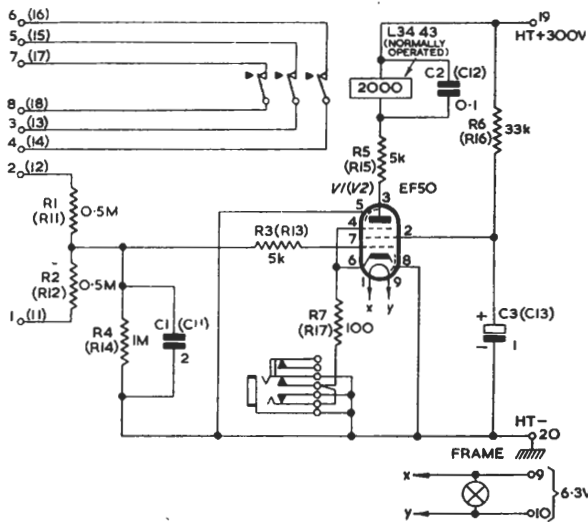 6 (16)
5 (15)
7 (17)
8 (18)
3 (13)
4 (14)
2 (12)
R1
(R11)
0.5M
R2
(R12)
0.5M
1 (11)
R4
(R14)
1M
C1 (C11)
2
R3 (R13)
5k
L34 43
(NORMALLY
OPERATED)
2000
C2 (C12)
0.1
R5
(R15)
5k
V1(V2)
EF50
3
5
4
7
2
6
8
1
9
x
y
R7
(R17)
100
19
HT+300V
R6
(R16)
33k
+
C3 (C13)
-
1
HT-
20
FRAME
x
9
y
10
6.3V